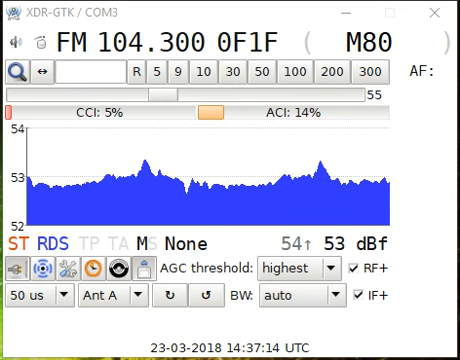 XDR-GTK / COM3
FM 104.300 0F1F ( M80 )
↔ R 5 9 10 30 50 100 200 300 AF:
55
CCI: 5% ACI: 14%
54
53
52
ST RDS TP TA MS None 54↑ 53 dBf
AGC threshold: highest RF+
50 us Ant A ↻ ↺ BW: auto IF+
23-03-2018 14:37:14 UTC